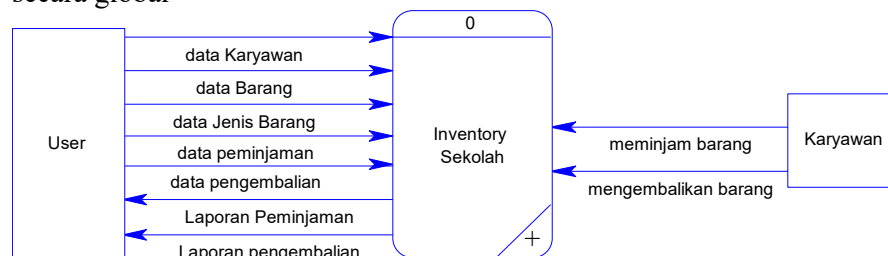 secara global
0
data Karyawan
data Barang
data Jenis Barang
data peminjaman
data pengembalian
Laporan Peminjaman
Laporan pengembalian
User
Inventory
Sekolah
meminjam barang
mengembalikan barang
Karyawan